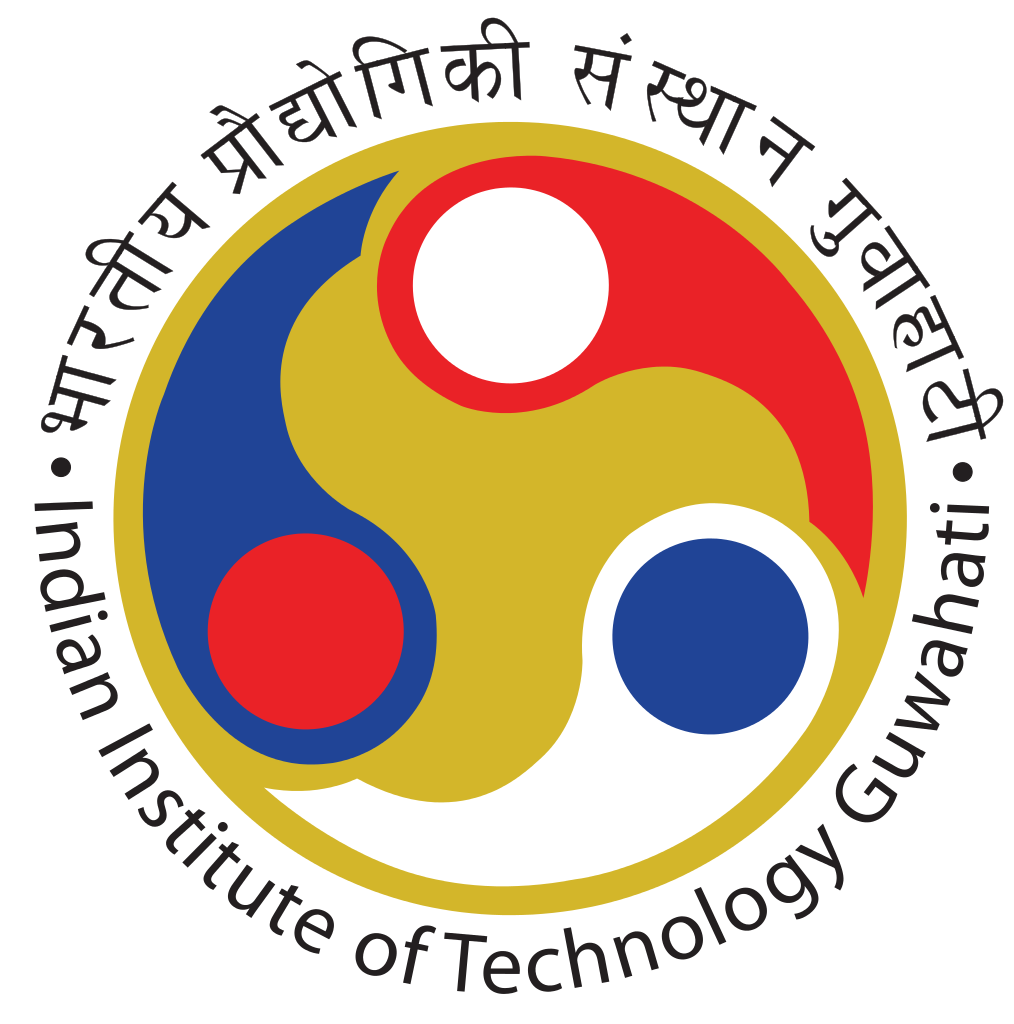 भारतीय प्रौद्योगिकी संस्थान गुवाहाटी
• Indian Institute of Technology Guwahati •